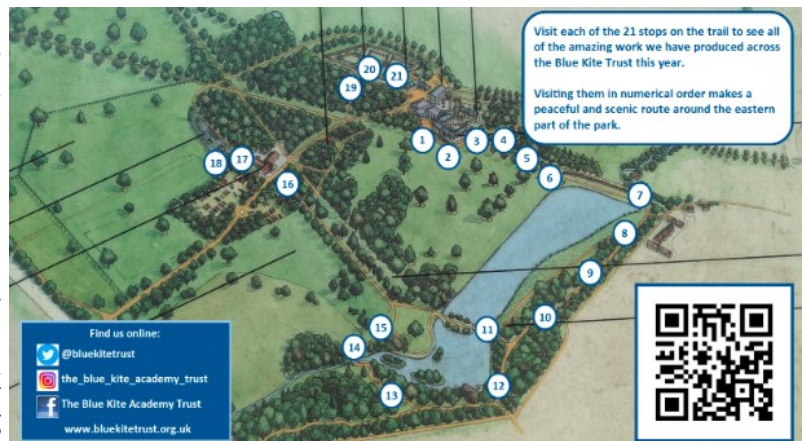 Visit each of the 21 stops on the trail to see all
of the amazing work we have produced across
the Blue Kite Trust this year.
Visiting them in numerical order makes a
peaceful and scenic route around the eastern
part of the park.
20
21
19
1
2
3
4
5
6
7
8
9
10
11
12
13
14
15
16
17
18
Find us online:
@bluekitetrust
the_blue_kite_academy_trust
The Blue Kite Academy Trust
www.bluekitetrust.org.uk